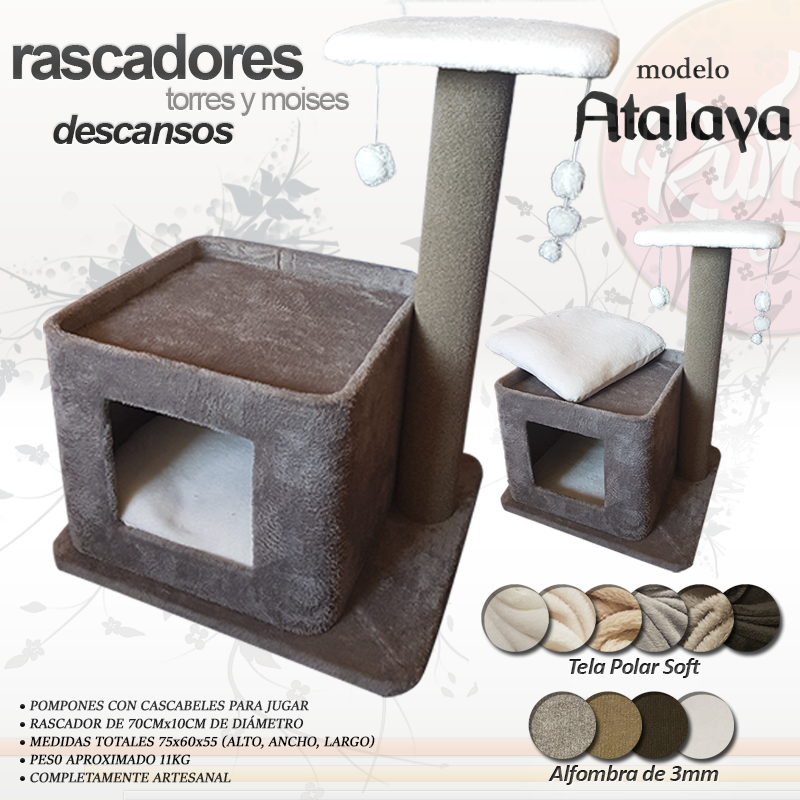 rascadores
torres y moises
descansos
modelo
Atalaya
Tela Polar Soft
Alfombra de 3mm
• POMPONES CON CASCABELES PARA JUGAR
• RASCADOR DE 70CMx10CM DE DIÁMETRO
• MEDIDAS TOTALES 75x60x55 (ALTO, ANCHO, LARGO)
• PESO APROXIMADO 11KG
• COMPLETAMENTE ARTESANAL